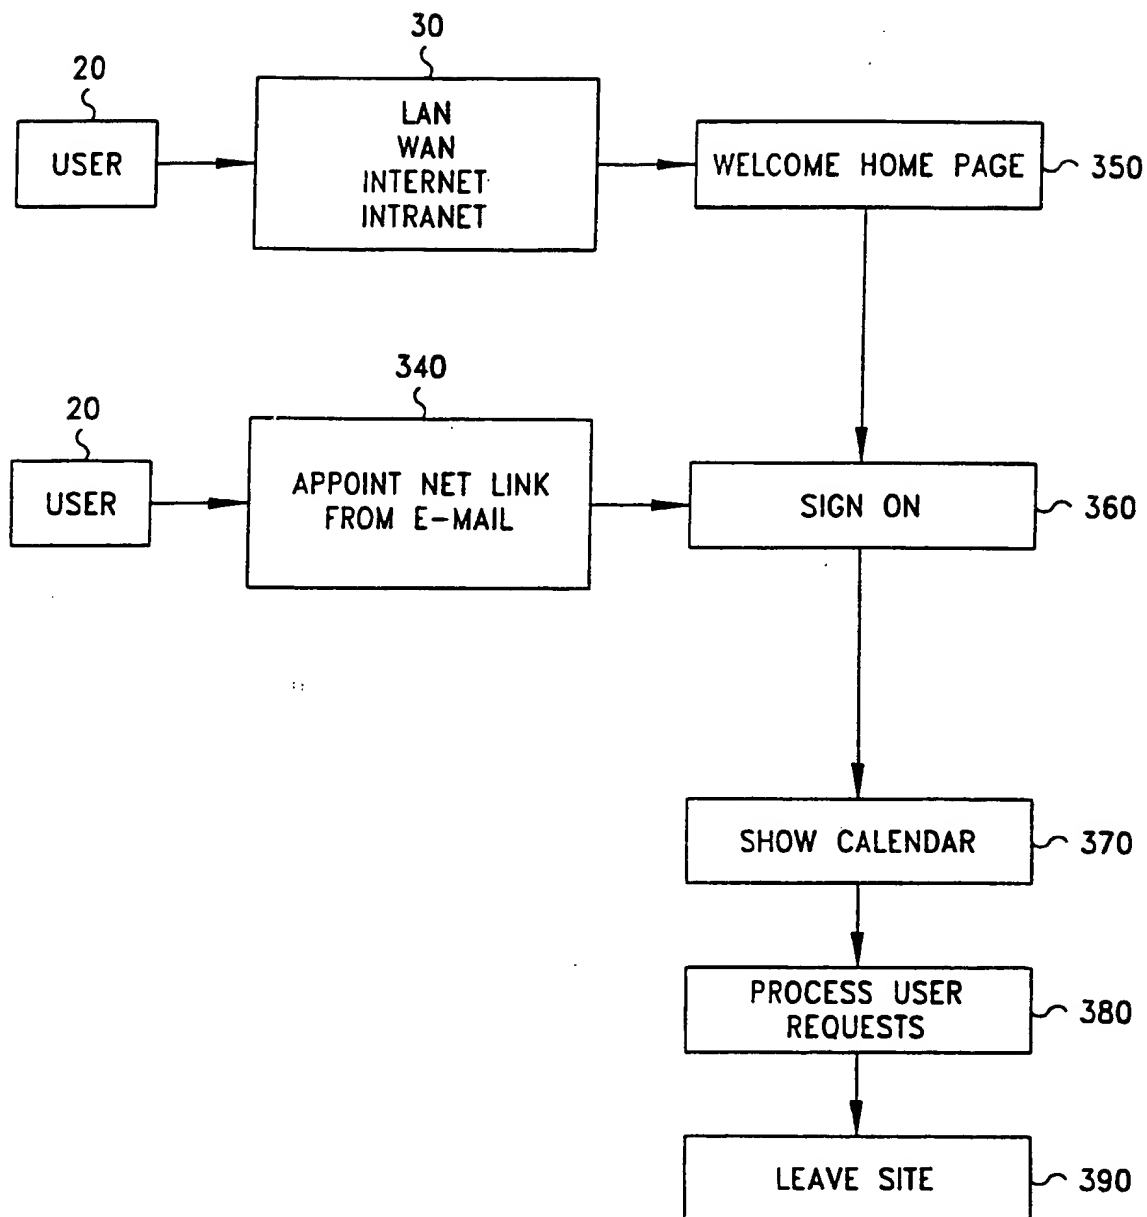 30
20
USER
LAN
WAN
INTERNET
INTRANET
WELCOME HOME PAGE
350
340
20
USER
APPOINT NET LINK
FROM E-MAIL
SIGN ON
360
SHOW CALENDAR
370
PROCESS USER
REQUESTS
380
LEAVE SITE
390